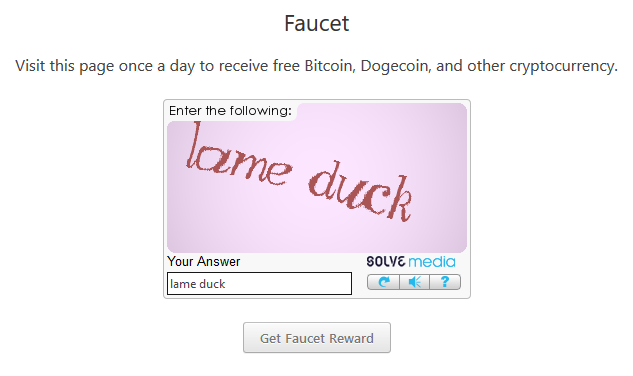 Faucet
Visit this page once a day to receive free Bitcoin, Dogecoin, and other cryptocurrency.
Enter the following:
lame duck
Your Answer
SOLVE media
lame duck
?
Get Faucet Reward